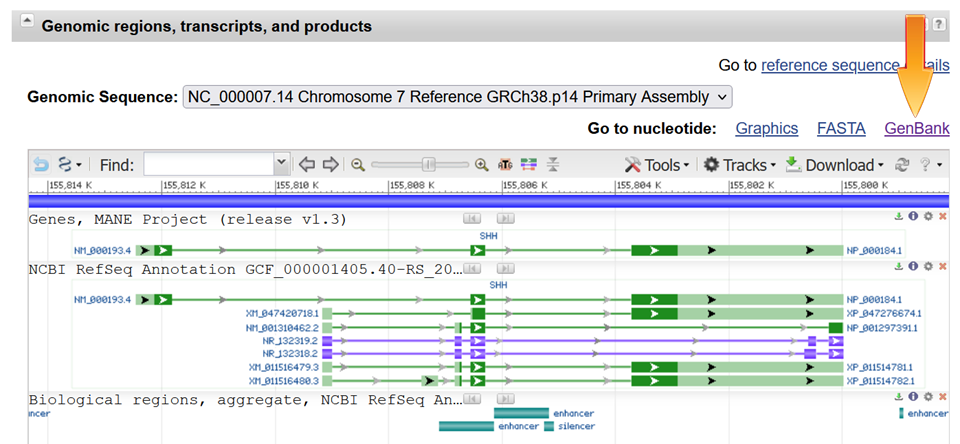 Genomic regions, transcripts, and products
?
Go to reference sequence
Genomic Sequence: NC_000007.14 Chromosome 7 Reference GRCh38.p14 Primary Assembly
Go to nucleotide: Graphics FASTA GenBank
Find: Tools Tracks Download ?
155,814 K 155,812 K 155,810 K 155,808 K 155,806 K 155,804 K 155,802 K 155,800 K
Genes, MANE Project (release v1.3)
SHH
NM_000193.4 NP_000184.1
NCBI RefSeq Annotation GCF_000001405.40-RS_20…
SHH
NM_000193.4 NP_000184.1
XM_047420718.1 XP_047276674.1
NM_001310462.2 NP_001297391.1
NR_132319.2
NR_132318.2
XM_011516479.3 XP_011514781.1
XM_011516480.3 XP_011514782.1
Biological regions, aggregate, NCBI RefSeq An…
ncer enhancer enhancer
enhancer silencer